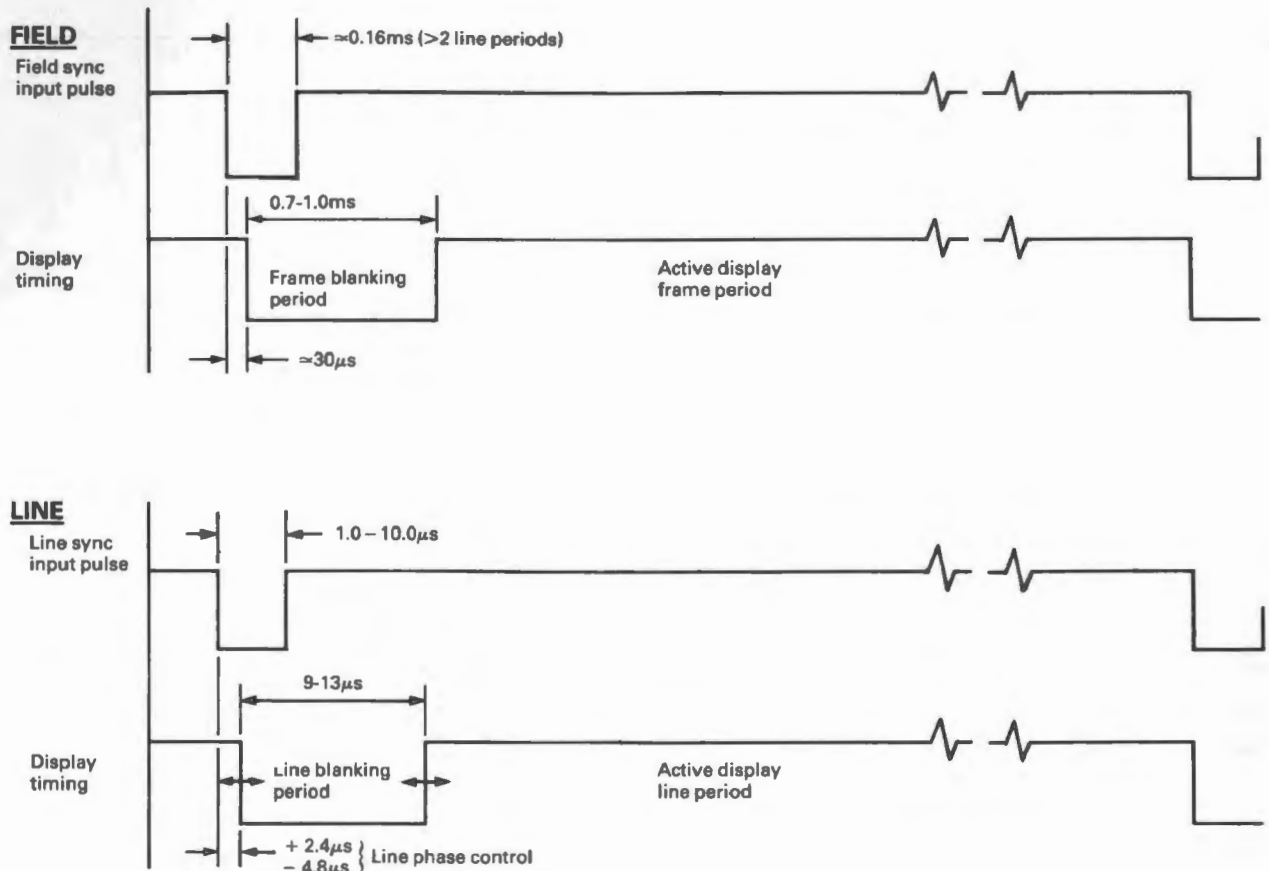 FIELD
≃0.16ms (>2 line periods)
Field sync
input pulse
0.7-1.0ms
Display
timing
Frame blanking
period
Active display
frame period
≃30μs
LINE
Line sync
input pulse
1.0 – 10.0μs
9-13μs
Display
timing
Line blanking
period
Active display
line period
+ 2.4μs
– 4.8μs
Line phase control